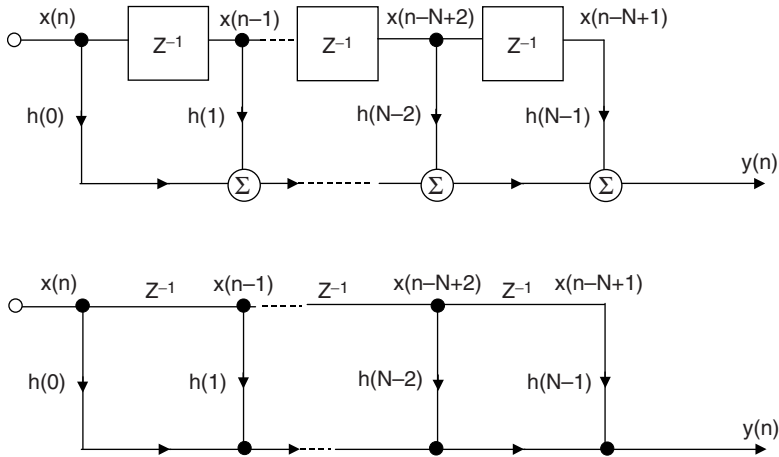 x(n) x(n–1) x(n–N+2) x(n–N+1)
Z⁻¹ Z⁻¹ Z⁻¹
h(0) h(1) h(N–2) h(N–1)
y(n)
Σ Σ Σ
x(n) x(n–1) x(n–N+2) x(n–N+1)
Z⁻¹ Z⁻¹ Z⁻¹
h(0) h(1) h(N–2) h(N–1)
y(n)